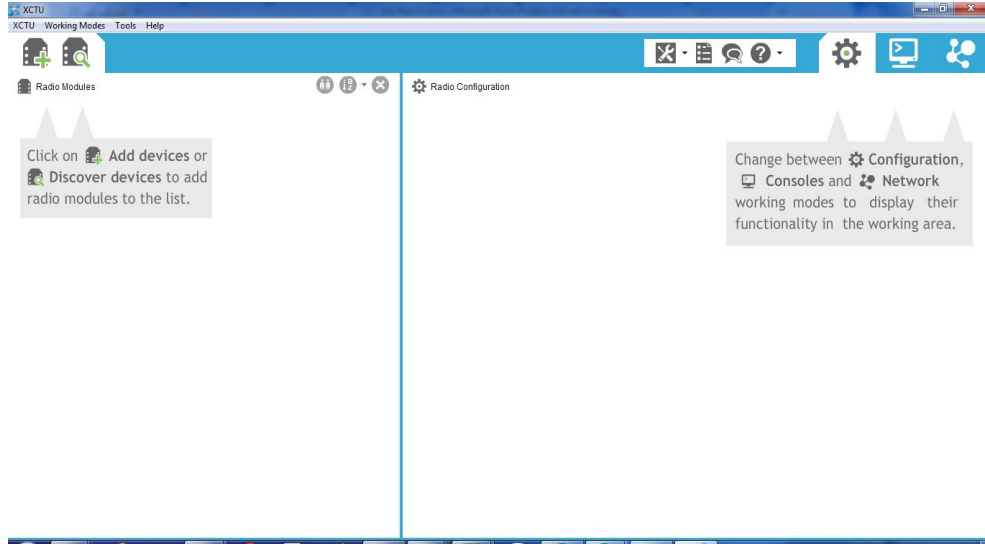 XCTU
XCTU Working Modes Tools Help
Radio Modules
Radio Configuration
Click on Add devices or
Discover devices to add
radio modules to the list.
Change between Configuration,
Consoles and Network
working modes to display their
functionality in the working area.